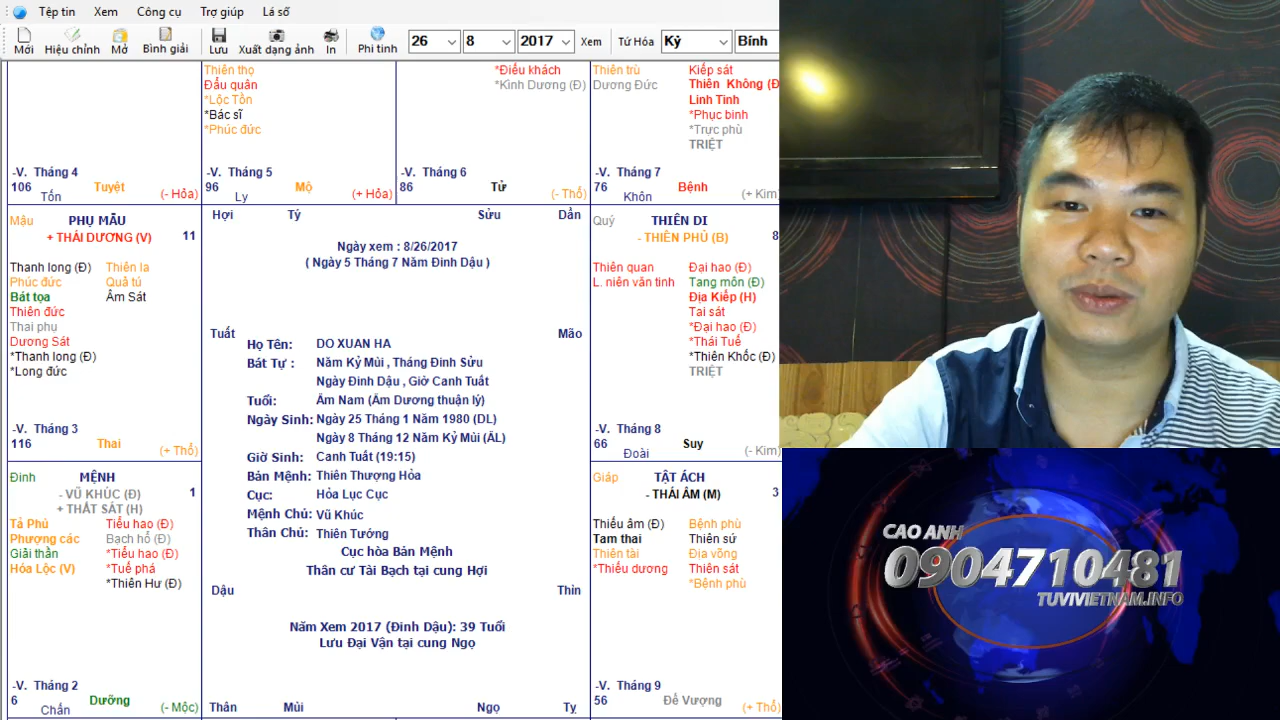 Tệp tin Xem Công cụ Trợ giúp Lá số
Mới Hiệu chỉnh Mở Bình giải Lưu Xuất dạng ảnh In Phi tinh 26 8 2017 Xem Tứ Hóa Kỷ Bính
Thiên thọ
Đẩu quân
*Lộc Tồn
*Bác sĩ
*Phúc đức
*Điếu khách
*Kình Dương (Đ)
Thiên trù
Dương Đức
Kiếp sát
Thiên Không (Đ
Linh Tinh
*Phục binh
*Trực phù
TRIỆT
-V. Tháng 4
106 Tuyệt (- Hỏa)
Tốn
-V. Tháng 5
96 Mộ (+ Hỏa)
Ly
-V. Tháng 6
86 Tử (- Thổ)
-V. Tháng 7
76 Bệnh (+ Kim)
Khôn
Mậu PHỤ MẪU
+ THÁI DƯƠNG (V) 11
Thanh long (Đ)
Phúc đức
Bát tọa
Thiên đức
Thai phụ
Dương Sát
*Thanh long (Đ)
*Long đức
Thiên la
Quả tú
Âm Sát
-V. Tháng 3
116 Thai (+ Thổ)
Hợi Tý Sửu Dần
Ngày xem : 8/26/2017
( Ngày 5 Tháng 7 Năm Đinh Dậu )
Tuất Mão
Họ Tên: DO XUAN HA
Bát Tự : Năm Kỷ Mùi , Tháng Đinh Sửu
Ngày Đinh Dậu , Giờ Canh Tuất
Tuổi: Âm Nam (Âm Dương thuận lý)
Ngày Sinh: Ngày 25 Tháng 1 Năm 1980 (DL)
Ngày 8 Tháng 12 Năm Kỷ Mùi (ÂL)
Giờ Sinh: Canh Tuất (19:15)
Bản Mệnh: Thiên Thượng Hỏa
Cục: Hỏa Lục Cục
Mệnh Chủ: Vũ Khúc
Thân Chủ: Thiên Tướng
Cục hòa Bản Mệnh
Thân cư Tài Bạch tại cung Hợi
Dậu Thìn
Năm Xem 2017 (Đinh Dậu): 39 Tuổi
Lưu Đại Vận tại cung Ngọ
Thân Mùi Ngọ Tỵ
Quý THIÊN DI
- THIÊN PHỦ (B) 8
Thiên quan
L. niên văn tinh
Đại hao (Đ)
Tang môn (Đ)
Địa Kiếp (H)
Tai sát
*Đại hao (Đ)
*Thái Tuế
*Thiên Khốc (Đ)
TRIỆT
-V. Tháng 8
66 Suy (- Kim)
Đoài
Đinh MỆNH
- VŨ KHÚC (Đ) 1
+ THẤT SÁT (H)
Tả Phù
Phượng các
Giải thần
Hóa Lộc (V)
Tiểu hao (Đ)
Bạch hổ (Đ)
*Tiểu hao (Đ)
*Tuế phá
*Thiên Hư (Đ)
-V. Tháng 2
6 Dưỡng (- Mộc)
Chấn
Giáp TẬT ÁCH
- THÁI ÂM (M) 3
Thiếu âm (Đ)
Tam thai
Thiên tài
*Thiếu dương
Bệnh phù
Thiên sứ
Địa võng
Thiên sát
*Bệnh phù
-V. Tháng 9
56 Đế Vượng (+ Thổ)
CAO ANH
0904710481
TUVIVIETNAM.INFO